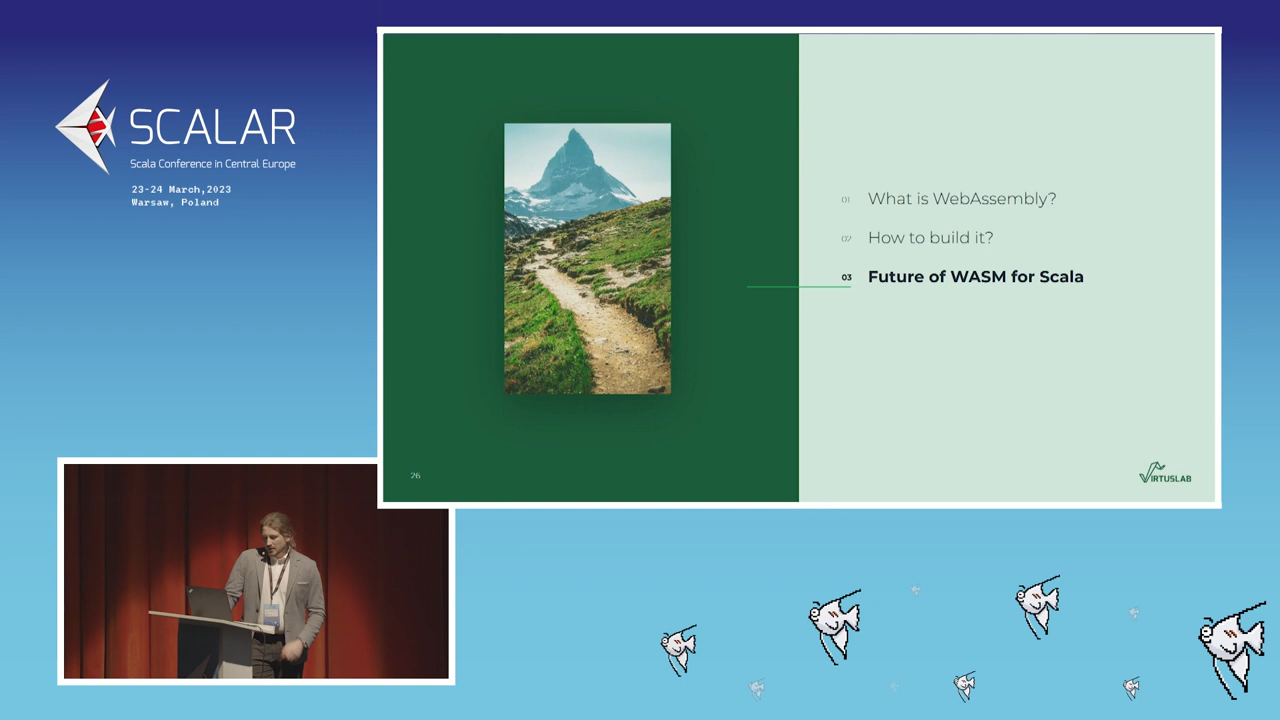 SCALAR
Scala Conference in Central Europe
23-24 March,2023
Warsaw, Poland
01 What is WebAssembly?
02 How to build it?
03 Future of WASM for Scala
26
VIRTUSLAB